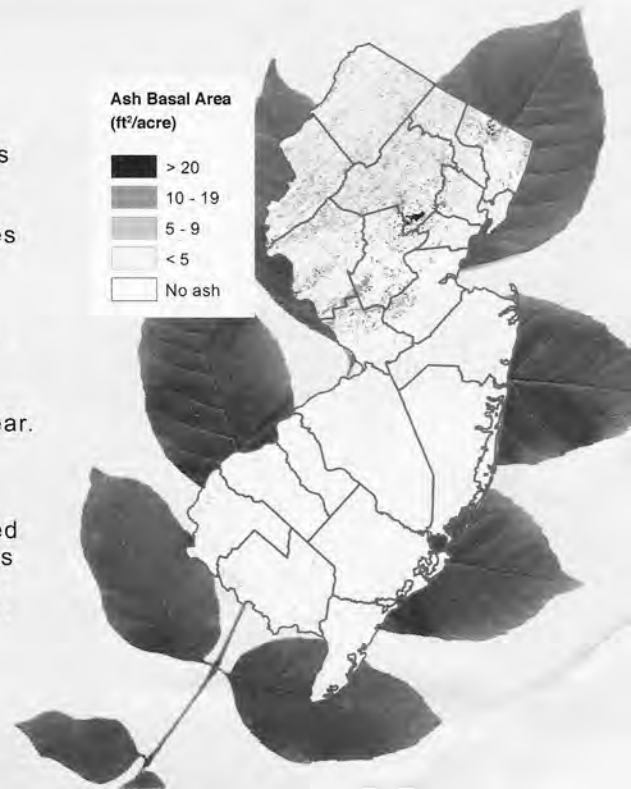 Ash Basal Area
(ft²/acre)
> 20
10 - 19
5 - 9
< 5
No ash